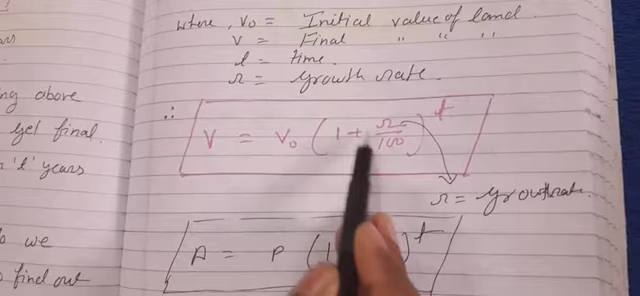 where, V₀ = Initial value of land.
V = Final " " "
t = time.
r = growth rate.
ng above
get final
∴ V = V₀ (1 + r/100)^t
't' years
r = growth rate.
we
A = P (1 )^t
find out